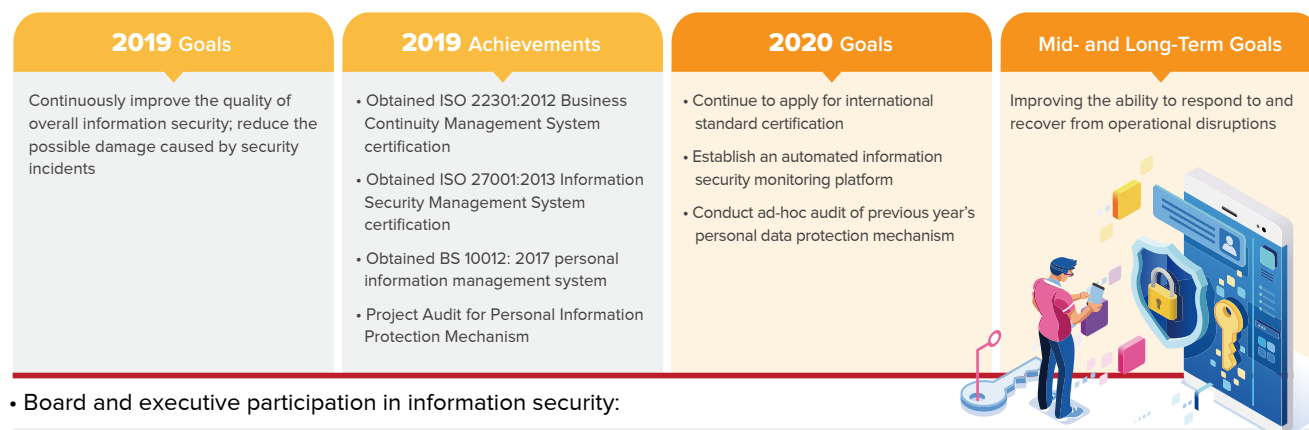 2019 Goals
Continuously improve the quality of
overall information security; reduce the
possible damage caused by security
incidents
2019 Achievements
• Obtained ISO 22301:2012 Business
Continuity Management System
certification
• Obtained ISO 27001:2013 Information
Security Management System
certification
• Obtained BS 10012: 2017 personal
information management system
• Project Audit for Personal Information
Protection Mechanism
2020 Goals
• Continue to apply for international
standard certification
• Establish an automated information
security monitoring platform
• Conduct ad-hoc audit of previous year's
personal data protection mechanism
Mid- and Long-Term Goals
Improving the ability to respond to and
recover from operational disruptions
• Board and executive participation in information security: